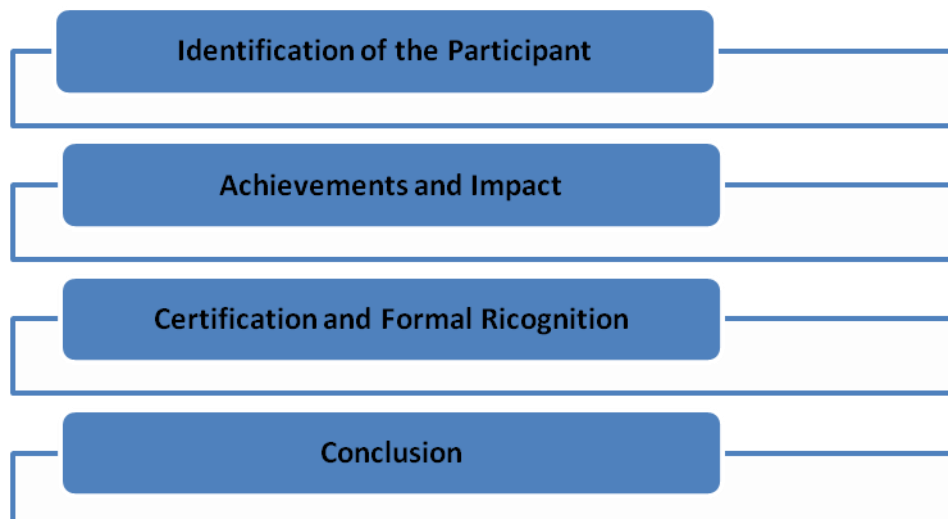 Identification of the Participant
Achievements and Impact
Certification and Formal Ricognition
Conclusion